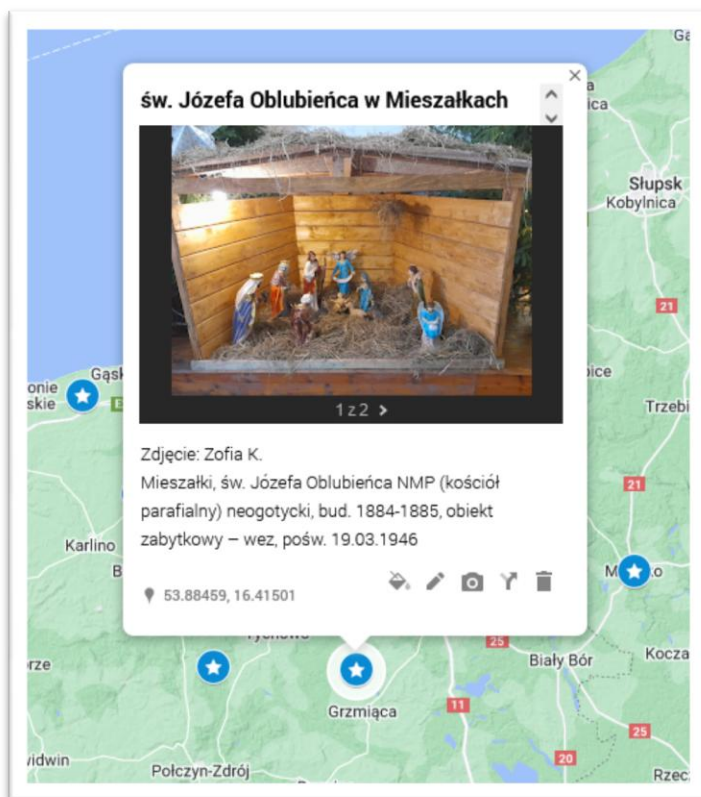 św. Józefa Oblubieńca w Mieszałkach
1 z 2
Zdjęcie: Zofia K.
Mieszałki, św. Józefa Oblubieńca NMP (kościół
parafialny) neogotycki, bud. 1884-1885, obiekt
zabytkowy – wez, pośw. 19.03.1946
53.88459, 16.41501
Słupsk
Kobylnica
21
Trzebi
21
Karlino
25
Biały Bór
Kocza
Grzmiąca
11
25
20
Połczyn-Zdrój
Rzec